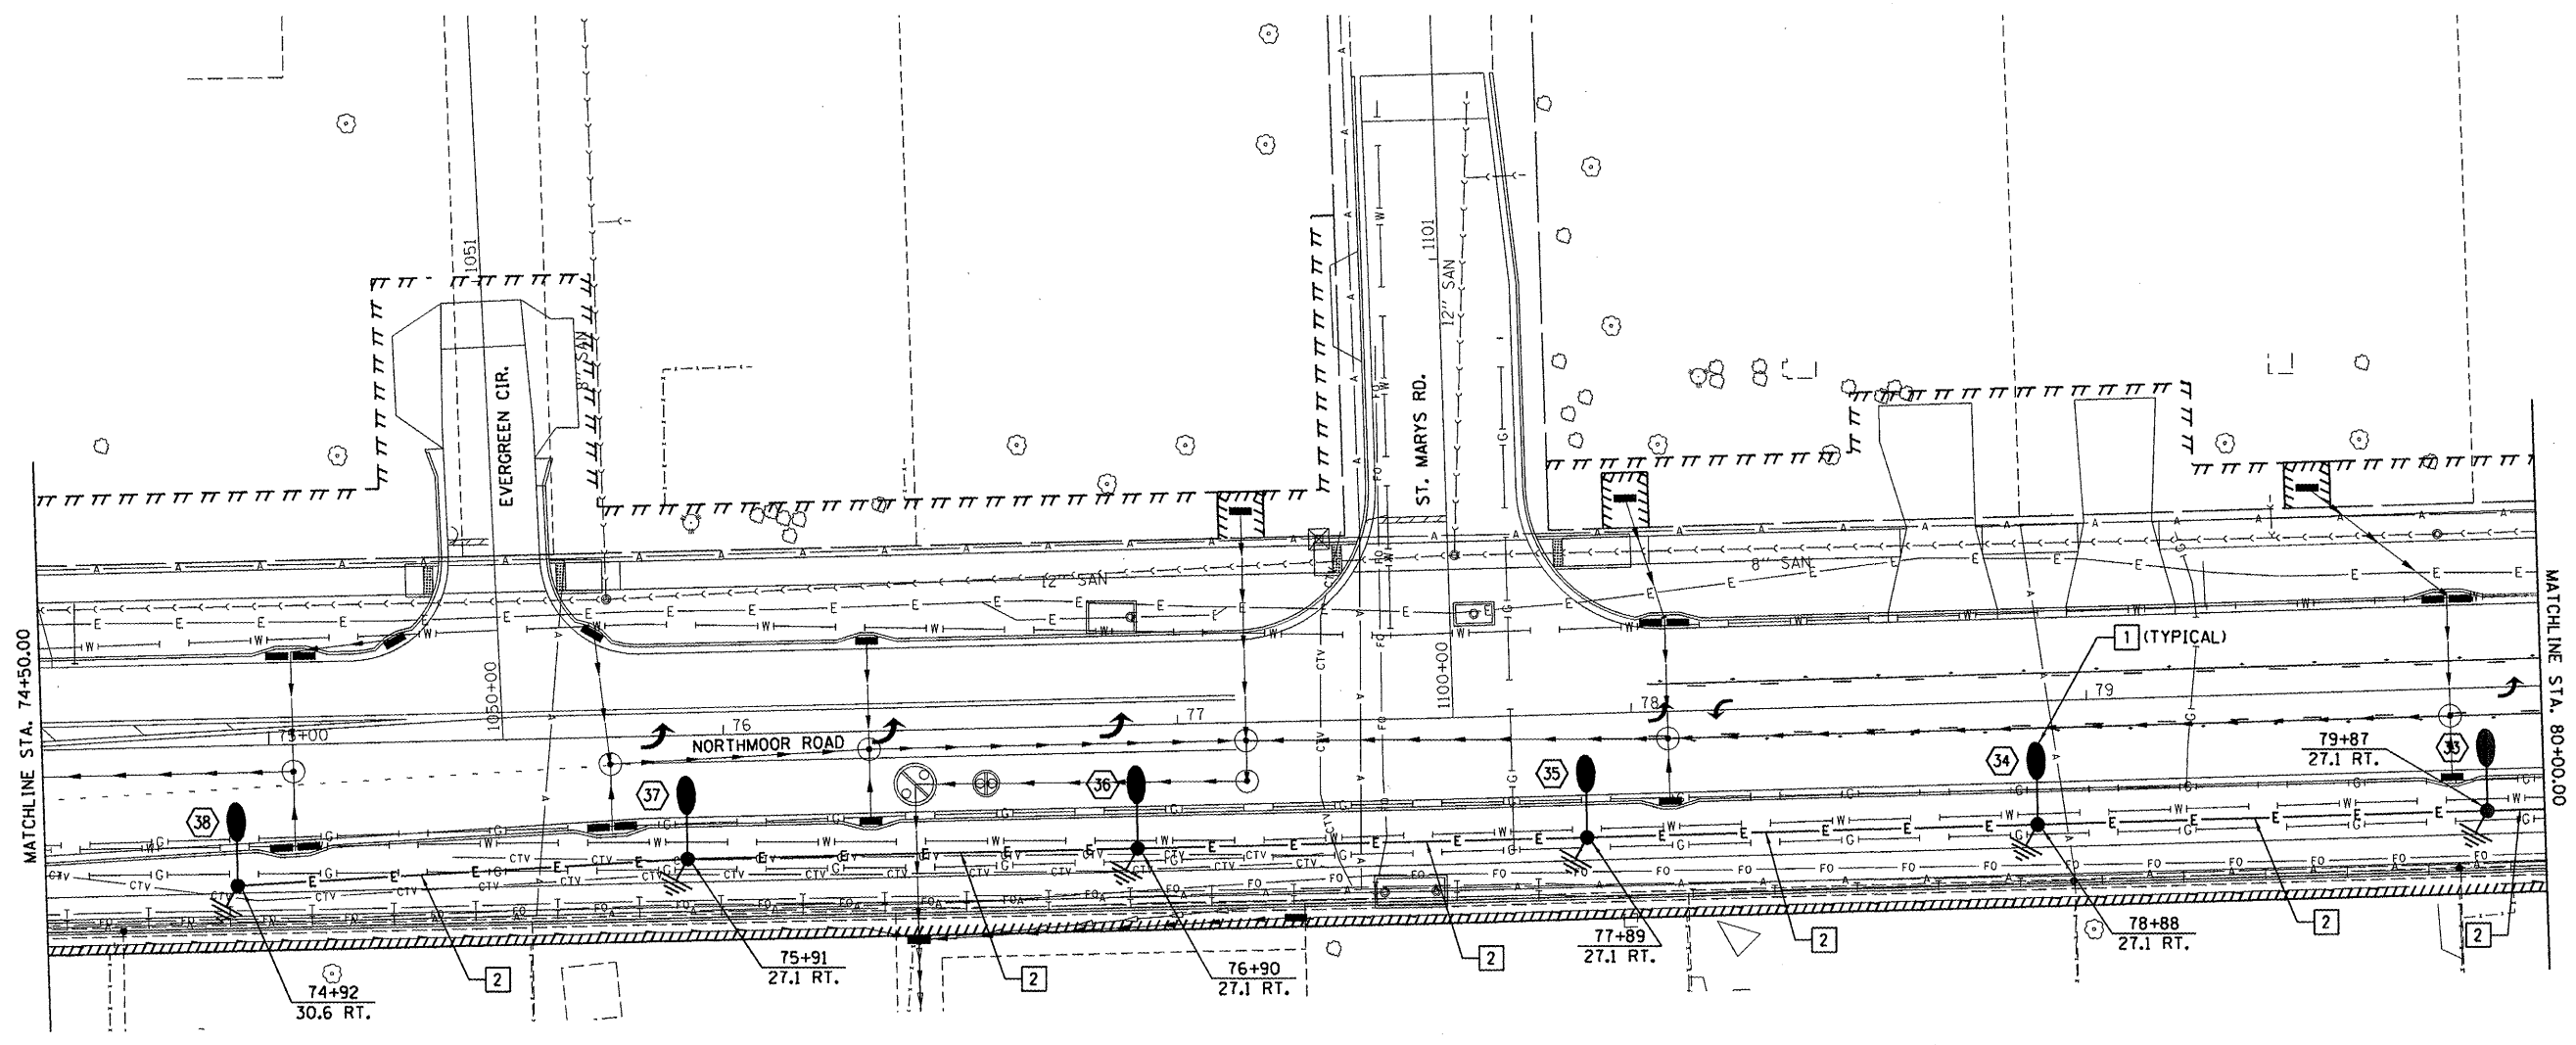 1051
EVERGREEN CIR.
8" SAN
1050+00
1101
12" SAN
ST. MARYS RD.
1100+00
12" SAN
8" SAN
MATCHLINE STA. 74+50.00
MATCHLINE STA. 80+00.00
75+00
76
77
78
79
NORTHMOOR ROAD
1 (TYPICAL)
38
37
36
35
34
33
79+87
27.1 RT.
74+92
30.6 RT.
2
75+91
27.1 RT.
2
76+90
27.1 RT.
2
77+89
27.1 RT.
2
78+88
27.1 RT.
2
2